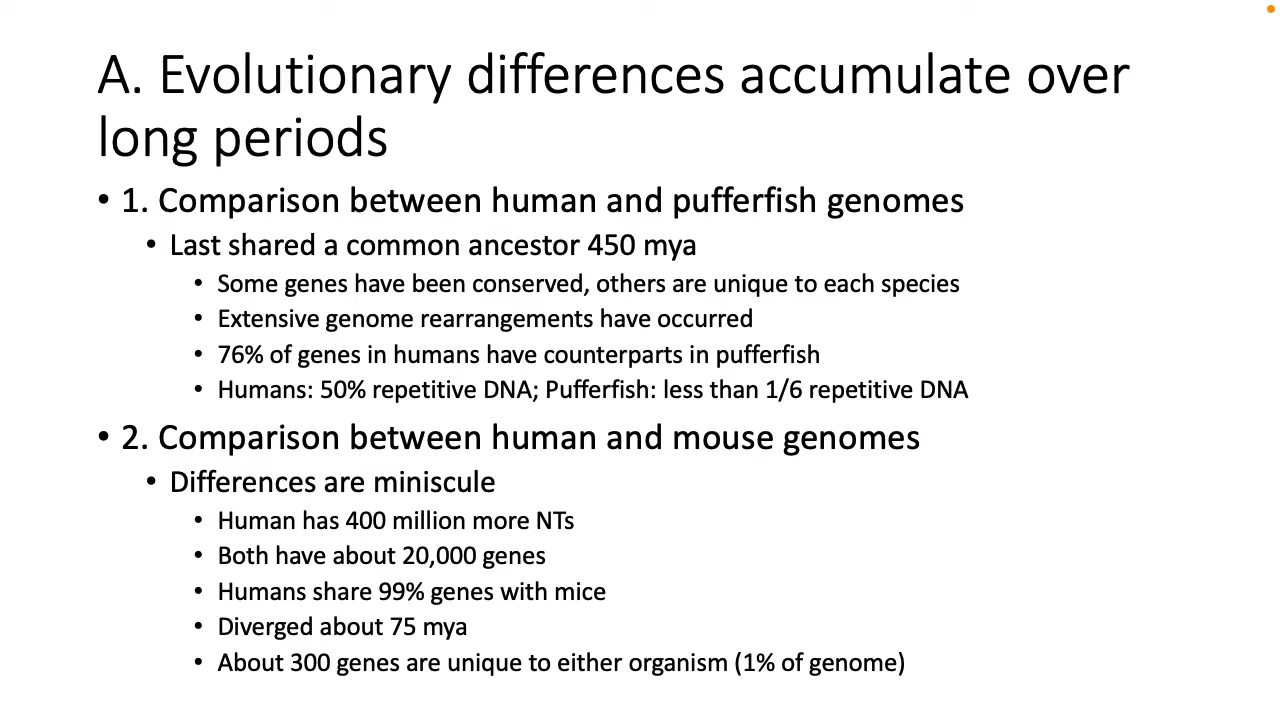 A. Evolutionary differences accumulate over
long periods
• 1. Comparison between human and pufferfish genomes
• Last shared a common ancestor 450 mya
• Some genes have been conserved, others are unique to each species
• Extensive genome rearrangements have occurred
• 76% of genes in humans have counterparts in pufferfish
• Humans: 50% repetitive DNA; Pufferfish: less than 1/6 repetitive DNA
• 2. Comparison between human and mouse genomes
• Differences are miniscule
• Human has 400 million more NTs
• Both have about 20,000 genes
• Humans share 99% genes with mice
• Diverged about 75 mya
• About 300 genes are unique to either organism (1% of genome)